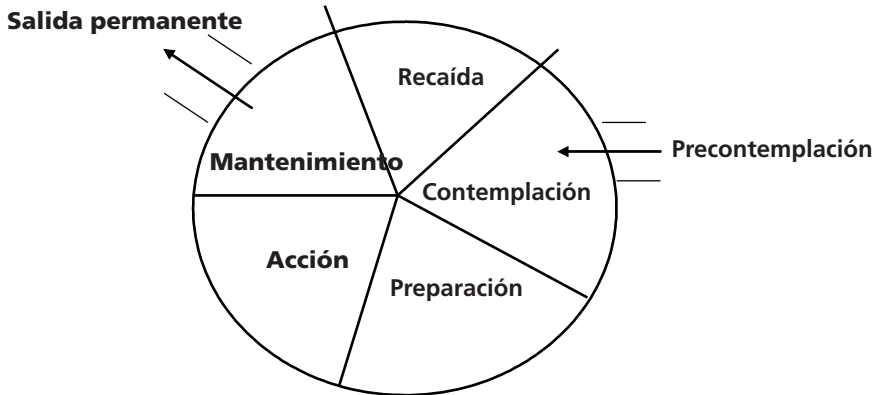 Salida permanente
Recaída
Precontemplación
Mantenimiento
Contemplación
Acción
Preparación